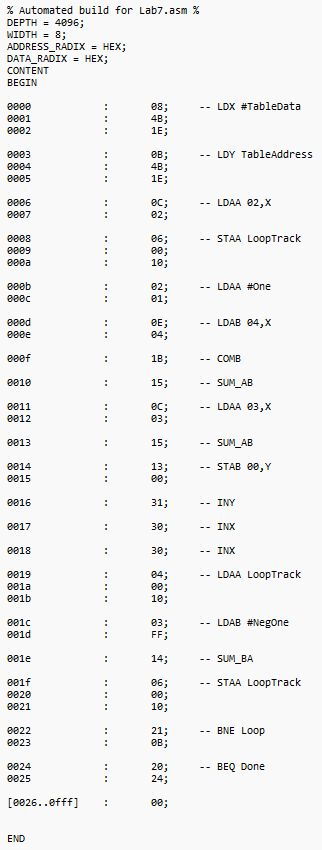 % Automated build for Lab7.asm %
DEPTH = 4096;
WIDTH = 8;
ADDRESS_RADIX = HEX;
DATA_RADIX = HEX;
CONTENT
BEGIN
0000 : 08; -- LDX #TableData
0001 : 4B;
0002 : 1E;
0003 : 0B; -- LDY TableAddress
0004 : 4B;
0005 : 1E;
0006 : 0C; -- LDAA 02,X
0007 : 02;
0008 : 06; -- STAA LoopTrack
0009 : 00;
000a : 10;
000b : 02; -- LDAA #One
000c : 01;
000d : 0E; -- LDAB 04,X
000e : 04;
000f : 1B; -- COMB
0010 : 15; -- SUM_AB
0011 : 0C; -- LDAA 03,X
0012 : 03;
0013 : 15; -- SUM_AB
0014 : 13; -- STAB 00,Y
0015 : 00;
0016 : 31; -- INY
0017 : 30; -- INX
0018 : 30; -- INX
0019 : 04; -- LDAA LoopTrack
001a : 00;
001b : 10;
001c : 03; -- LDAB #NegOne
001d : FF;
001e : 14; -- SUM_BA
001f : 06; -- STAA LoopTrack
0020 : 00;
0021 : 10;
0022 : 21; -- BNE Loop
0023 : 0B;
0024 : 20; -- BEQ Done
0025 : 24;
[0026..0fff] : 00;
END